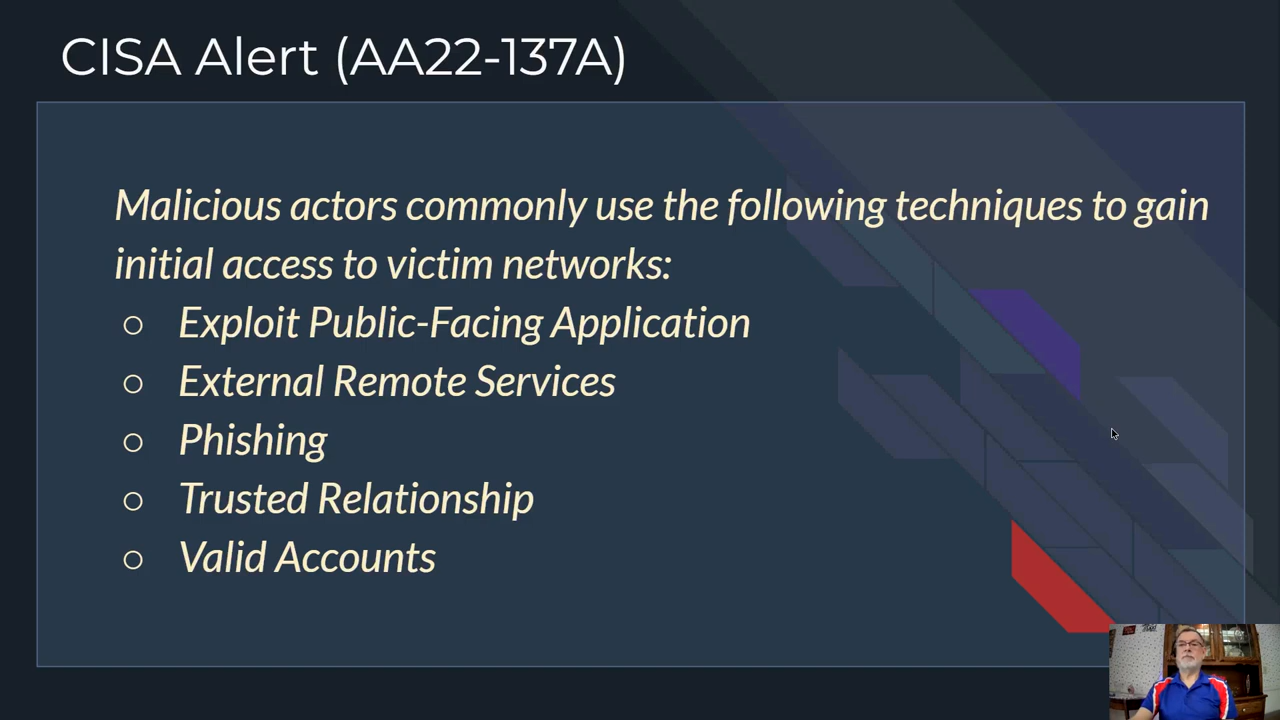 CISA Alert (AA22-137A)
Malicious actors commonly use the following techniques to gain
initial access to victim networks:
○ Exploit Public-Facing Application
○ External Remote Services
○ Phishing
○ Trusted Relationship
○ Valid Accounts